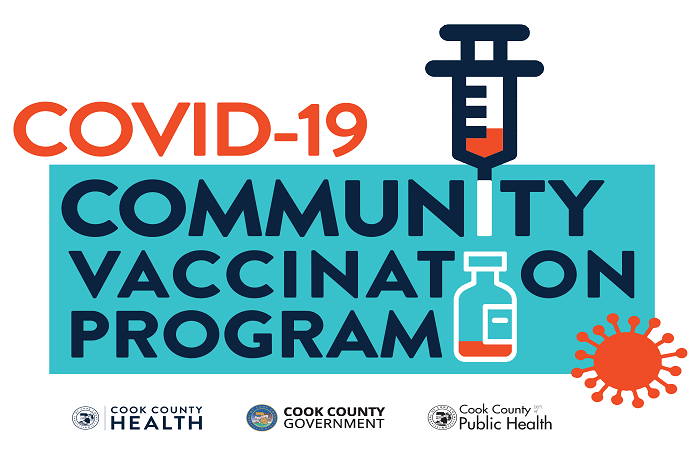 COVID-19
COMMUNITY
VACCINATION
PROGRAM
COOK COUNTY
HEALTH
COOK COUNTY
GOVERNMENT
Cook County
Public Health